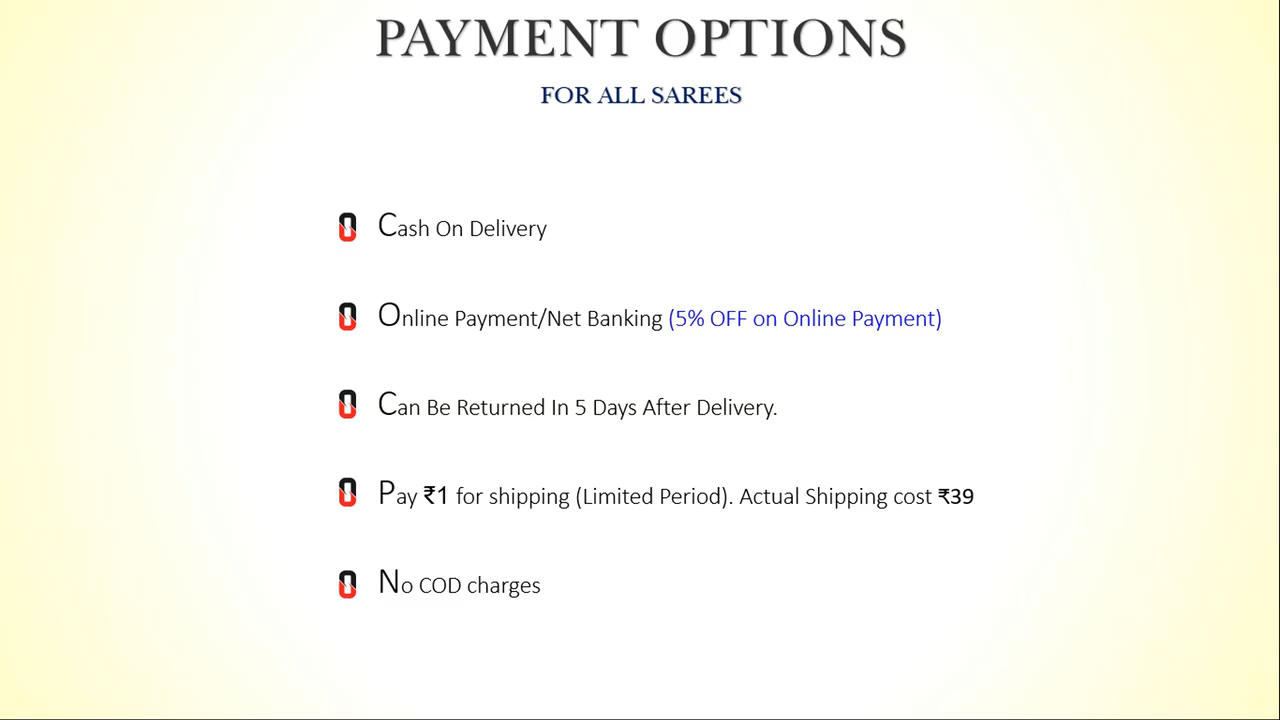 PAYMENT OPTIONS
FOR ALL SAREES
Cash On Delivery
Online Payment/Net Banking (5% OFF on Online Payment)
Can Be Returned In 5 Days After Delivery.
Pay ₹1 for shipping (Limited Period). Actual Shipping cost ₹39
No COD charges